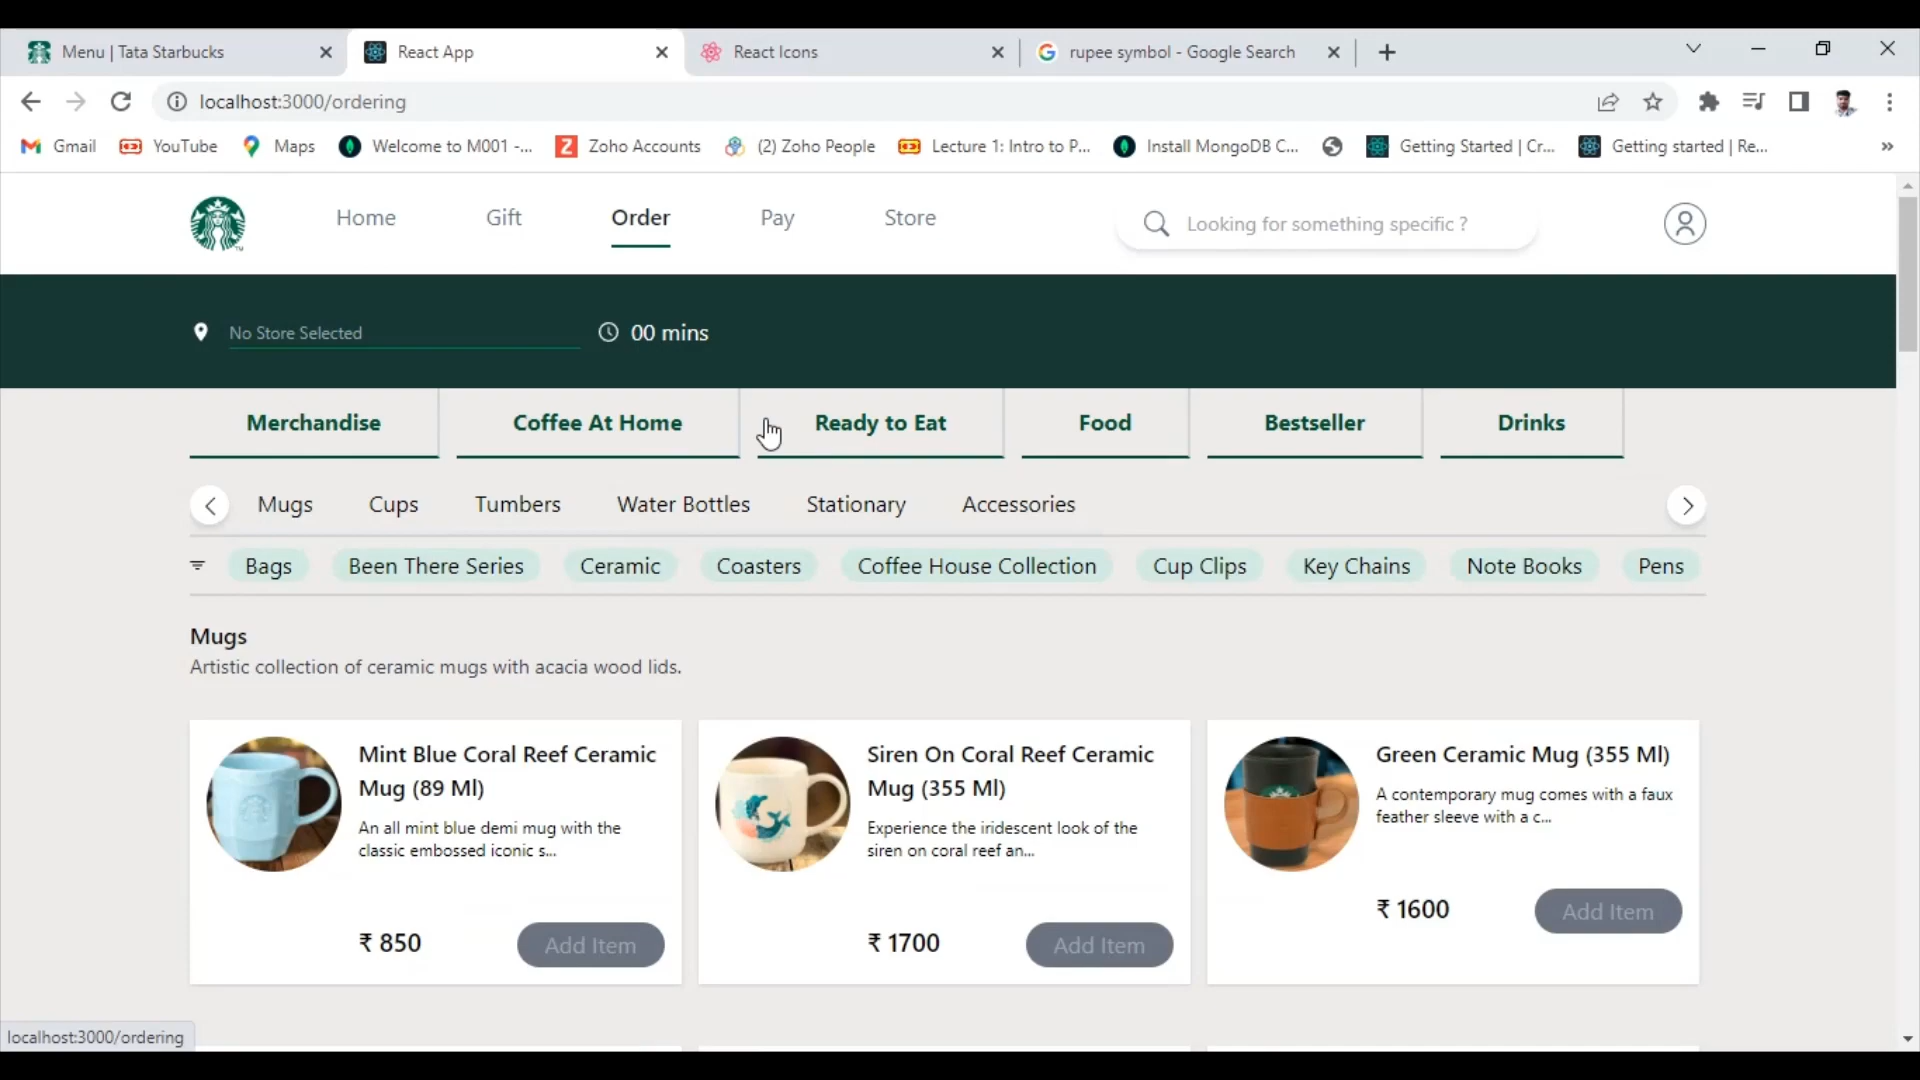 Menu | Tata Starbucks
React App
React Icons
rupee symbol - Google Search
localhost:3000/ordering
Gmail
YouTube
Maps
Welcome to M001 -...
Zoho Accounts
(2) Zoho People
Lecture 1: Intro to P...
Install MongoDB C...
Getting Started | Cr...
Getting started | Re...
Home
Gift
Order
Pay
Store
Looking for something specific ?
No Store Selected
00 mins
Merchandise
Coffee At Home
Ready to Eat
Food
Bestseller
Drinks
Mugs
Cups
Tumbers
Water Bottles
Stationary
Accessories
Bags
Been There Series
Ceramic
Coasters
Coffee House Collection
Cup Clips
Key Chains
Note Books
Pens
Mugs
Artistic collection of ceramic mugs with acacia wood lids.
Mint Blue Coral Reef Ceramic
Mug (89 Ml)
An all mint blue demi mug with the
classic embossed iconic s...
₹ 850
Add Item
Siren On Coral Reef Ceramic
Mug (355 Ml)
Experience the iridescent look of the
siren on coral reef an...
₹ 1700
Add Item
Green Ceramic Mug (355 Ml)
A contemporary mug comes with a faux
feather sleeve with a c...
₹ 1600
Add Item
localhost:3000/ordering